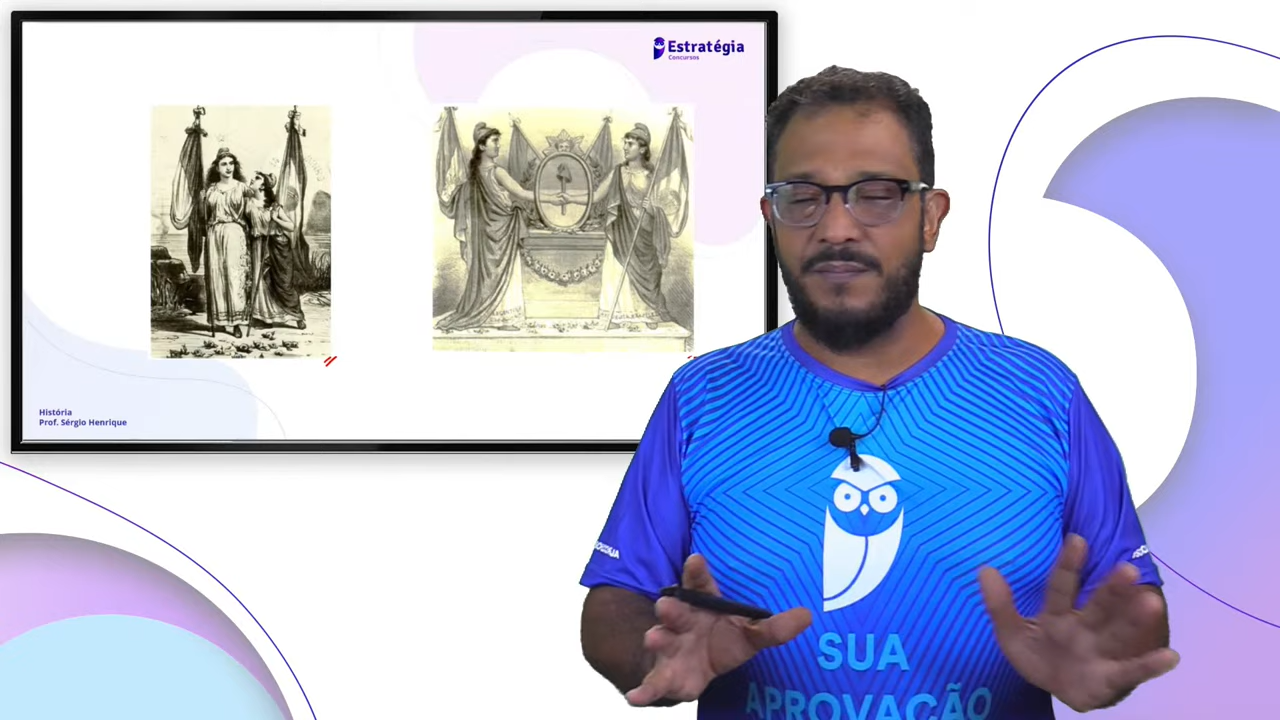 Estratégia
Concursos
História
Prof. Sérgio Henrique
SUA
APROVAÇÃO